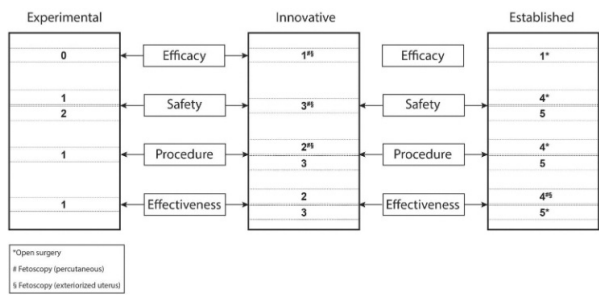 Experimental Innovative Established
0 Efficacy 1#§ Efficacy 1*
1 Safety 3#§ Safety 4*
2 5
1 Procedure 2#§ Procedure 4*
3 5
1 Effectiveness 2 Effectiveness 4#§
3 5*
*Open surgery
# Fetoscopy (percutaneous)
§ Fetoscopy (exteriorized uterus)